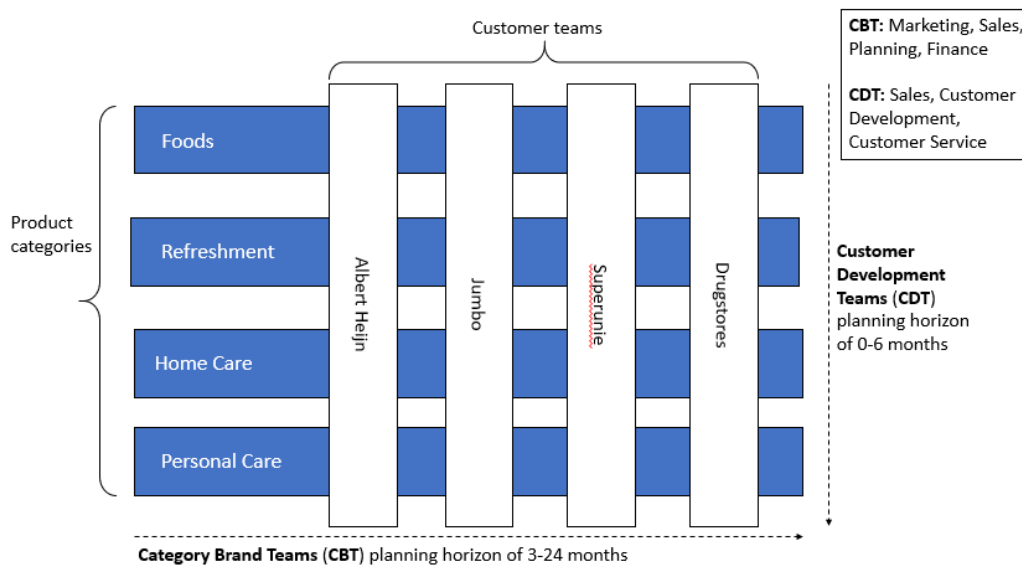 Customer teams
CBT: Marketing, Sales,
Planning, Finance
CDT: Sales, Customer
Development,
Customer Service
Product
categories
Foods
Refreshment
Home Care
Personal Care
Albert Heijn
Jumbo
Superunie
Drugstores
Customer
Development
Teams (CDT)
planning horizon
of 0-6 months
Category Brand Teams (CBT) planning horizon of 3-24 months